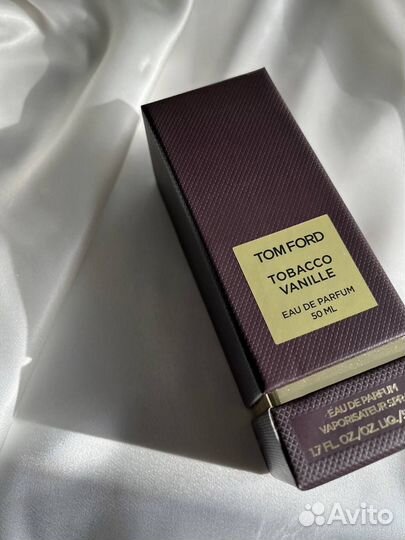 TOM FORD
TOBACCO
VANILLE
EAU DE PARFUM
50 ML
EAU DE PARFUM
VAPORISATEUR
1.7 FL. OZ./OZ. LIQ./
Avito